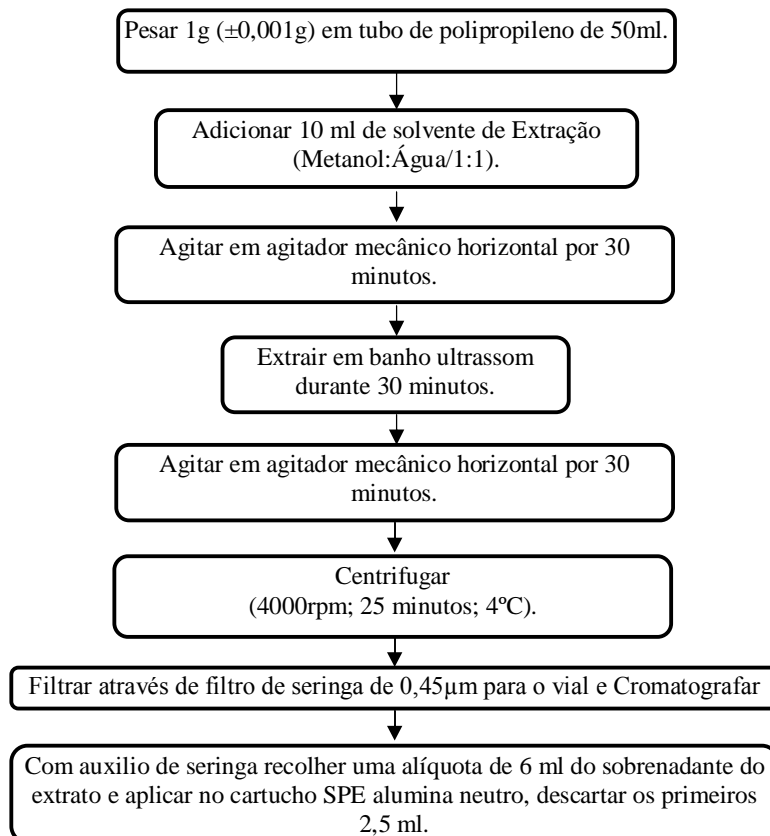 Pesar 1g (±0,001g) em tubo de polipropileno de 50ml.
Adicionar 10 ml de solvente de Extração
(Metanol:Água/1:1).
Agitar em agitador mecânico horizontal por 30
minutos.
Extrair em banho ultrassom
durante 30 minutos.
Agitar em agitador mecânico horizontal por 30
minutos.
Centrifugar
(4000rpm; 25 minutos; 4ºC).
Filtrar através de filtro de seringa de 0,45µm para o vial e Cromatografar
Com auxilio de seringa recolher uma alíquota de 6 ml do sobrenadante do
extrato e aplicar no cartucho SPE alumina neutro, descartar os primeiros
2,5 ml.